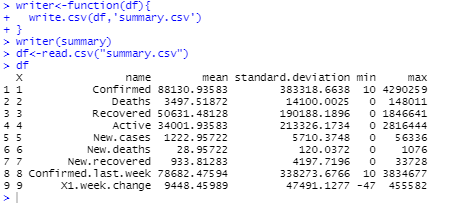 > writer<-function(df){
+   write.csv(df,'summary.csv')
+ }
> writer(summary)
> df<-read.csv("summary.csv")
> df
  X name mean standard.deviation min max
1 1 Confirmed 88130.93583 383318.6638 10 4290259
2 2 Deaths 3497.51872 14100.0025 0 148011
3 3 Recovered 50631.48128 190188.1896 0 1846641
4 4 Active 34001.93583 213326.1734 0 2816444
5 5 New.cases 1222.95722 5710.3748 0 56336
6 6 New.deaths 28.95722 120.0372 0 1076
7 7 New.recovered 933.81283 4197.7196 0 33728
8 8 Confirmed.last.week 78682.47594 338273.6766 10 3834677
9 9 X1.week.change 9448.45989 47491.1277 -47 455582
>